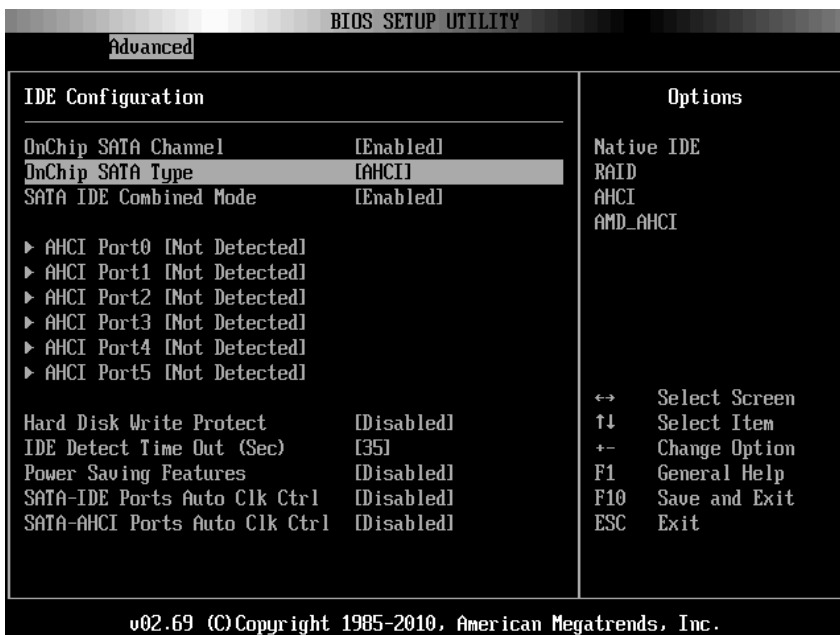 BIOS SETUP UTILITY
Advanced
IDE Configuration
OnChip SATA Channel [Enabled]
OnChip SATA Type [AHCI]
SATA IDE Combined Mode [Enabled]
▶ AHCI Port0 [Not Detected]
▶ AHCI Port1 [Not Detected]
▶ AHCI Port2 [Not Detected]
▶ AHCI Port3 [Not Detected]
▶ AHCI Port4 [Not Detected]
▶ AHCI Port5 [Not Detected]
Hard Disk Write Protect [Disabled]
IDE Detect Time Out (Sec) [35]
Power Saving Features [Disabled]
SATA-IDE Ports Auto Clk Ctrl [Disabled]
SATA-AHCI Ports Auto Clk Ctrl [Disabled]
Options
Native IDE
RAID
AHCI
AMD_AHCI
↔ Select Screen
↑↓ Select Item
+- Change Option
F1 General Help
F10 Save and Exit
ESC Exit
v02.69 (C)Copyright 1985-2010, American Megatrends, Inc.